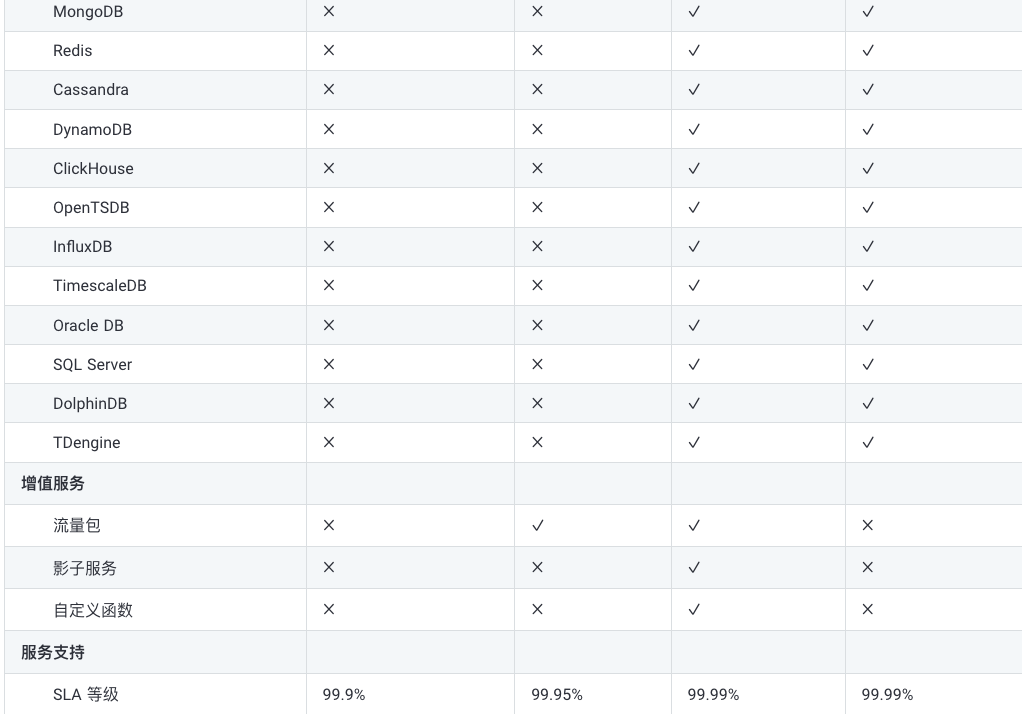 MongoDB ✕ ✕ ✓ ✓
Redis ✕ ✕ ✓ ✓
Cassandra ✕ ✕ ✓ ✓
DynamoDB ✕ ✕ ✓ ✓
ClickHouse ✕ ✕ ✓ ✓
OpenTSDB ✕ ✕ ✓ ✓
InfluxDB ✕ ✕ ✓ ✓
TimescaleDB ✕ ✕ ✓ ✓
Oracle DB ✕ ✕ ✓ ✓
SQL Server ✕ ✕ ✓ ✓
DolphinDB ✕ ✕ ✓ ✓
TDengine ✕ ✕ ✓ ✓
增值服务
流量包 ✕ ✓ ✓ ✕
影子服务 ✕ ✕ ✓ ✕
自定义函数 ✕ ✕ ✓ ✕
服务支持
SLA 等级 99.9% 99.95% 99.99% 99.99%